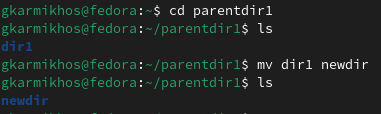 gkarmikhos@fedora:~$ cd parentdir1
gkarmikhos@fedora:~/parentdir1$ ls
dir1
gkarmikhos@fedora:~/parentdir1$ mv dir1 newdir
gkarmikhos@fedora:~/parentdir1$ ls
newdir